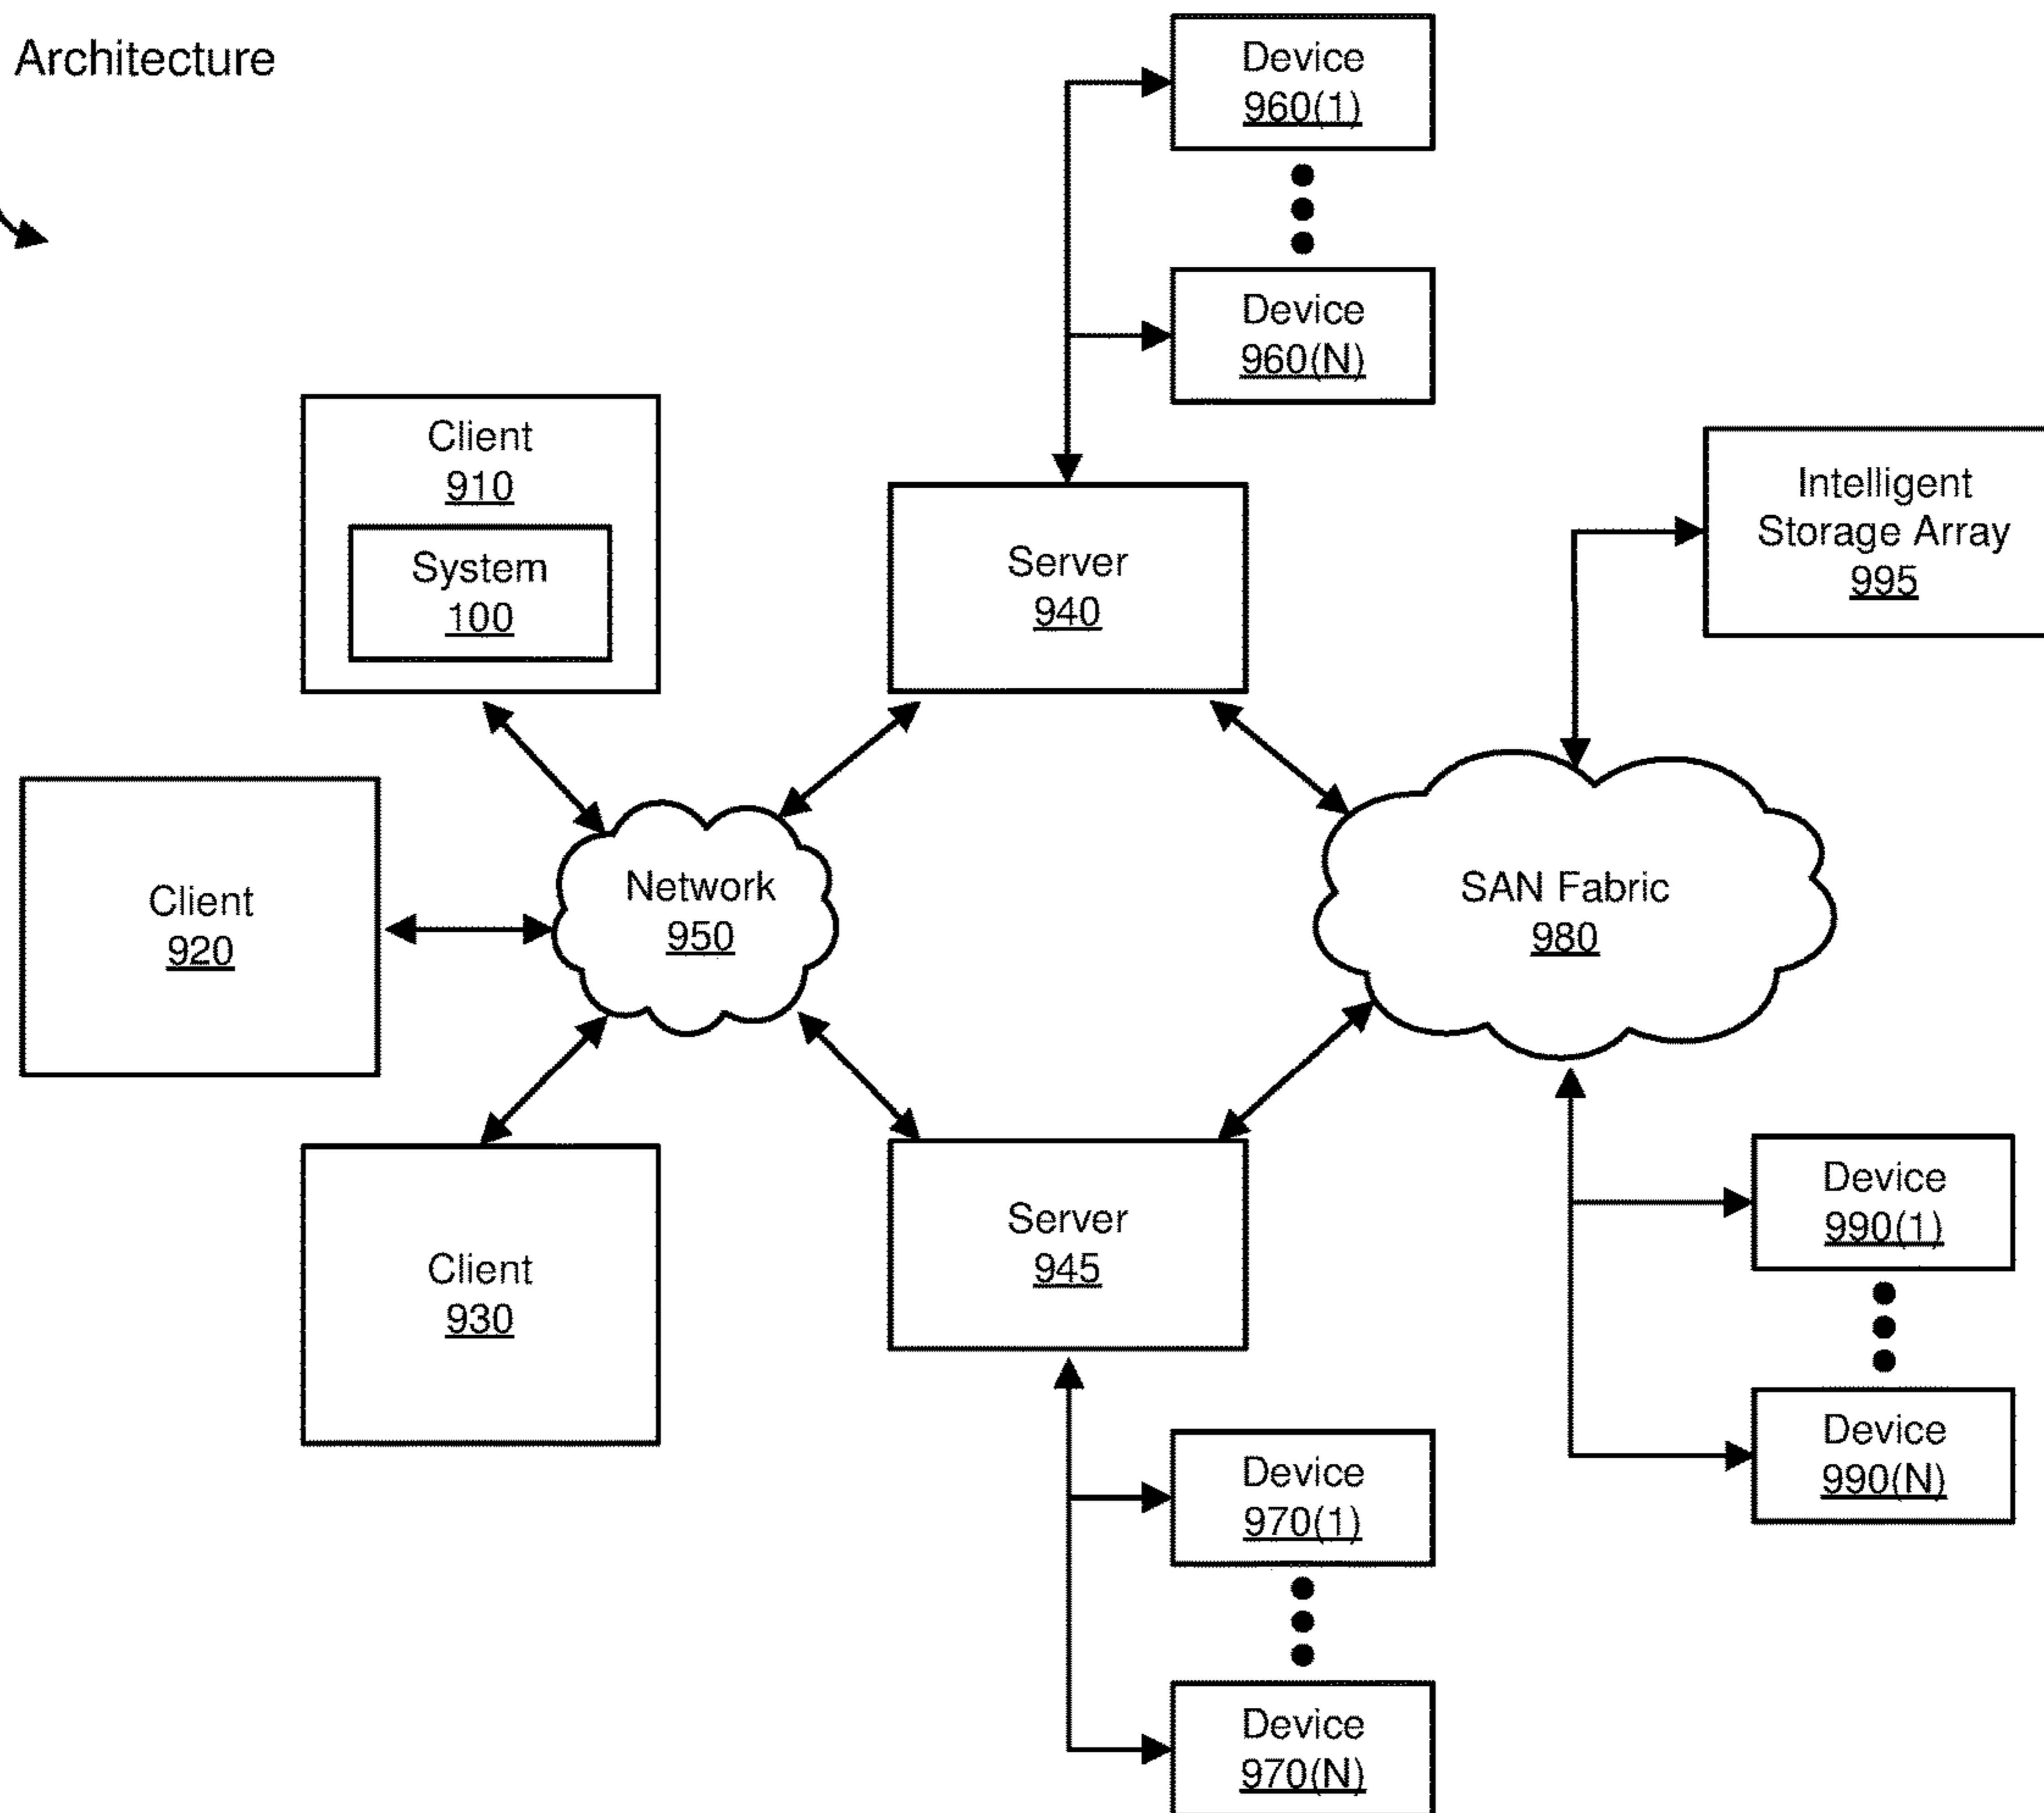 Architecture
Device
960(1)
Device
960(N)
Client
910
System
100
Server
940
Intelligent
Storage Array
995
Client
920
Network
950
SAN Fabric
980
Client
930
Server
945
Device
990(1)
Device
990(N)
Device
970(1)
Device
970(N)